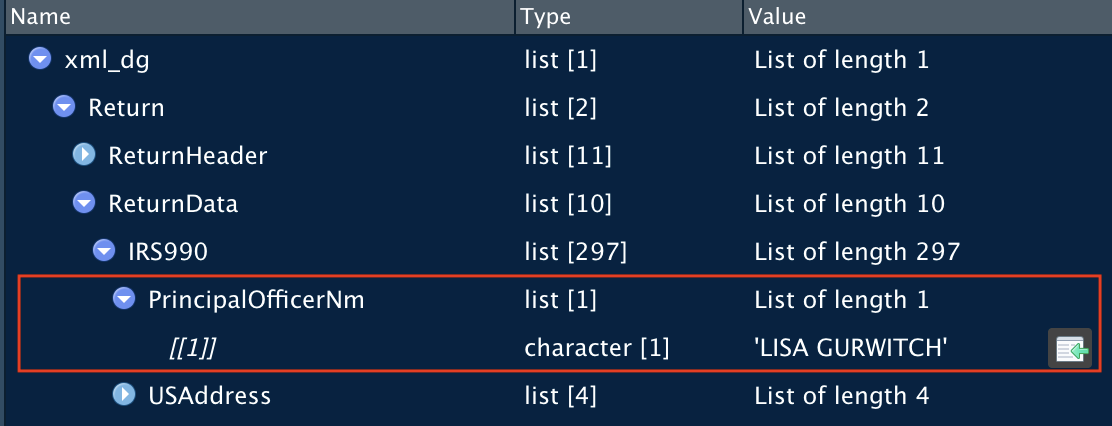 Name Type Value
xml_dg list [1] List of length 1
Return list [2] List of length 2
ReturnHeader list [11] List of length 11
ReturnData list [10] List of length 10
IRS990 list [297] List of length 297
PrincipalOfficerNm list [1] List of length 1
[[1]] character [1] 'LISA GURWITCH'
USAddress list [4] List of length 4